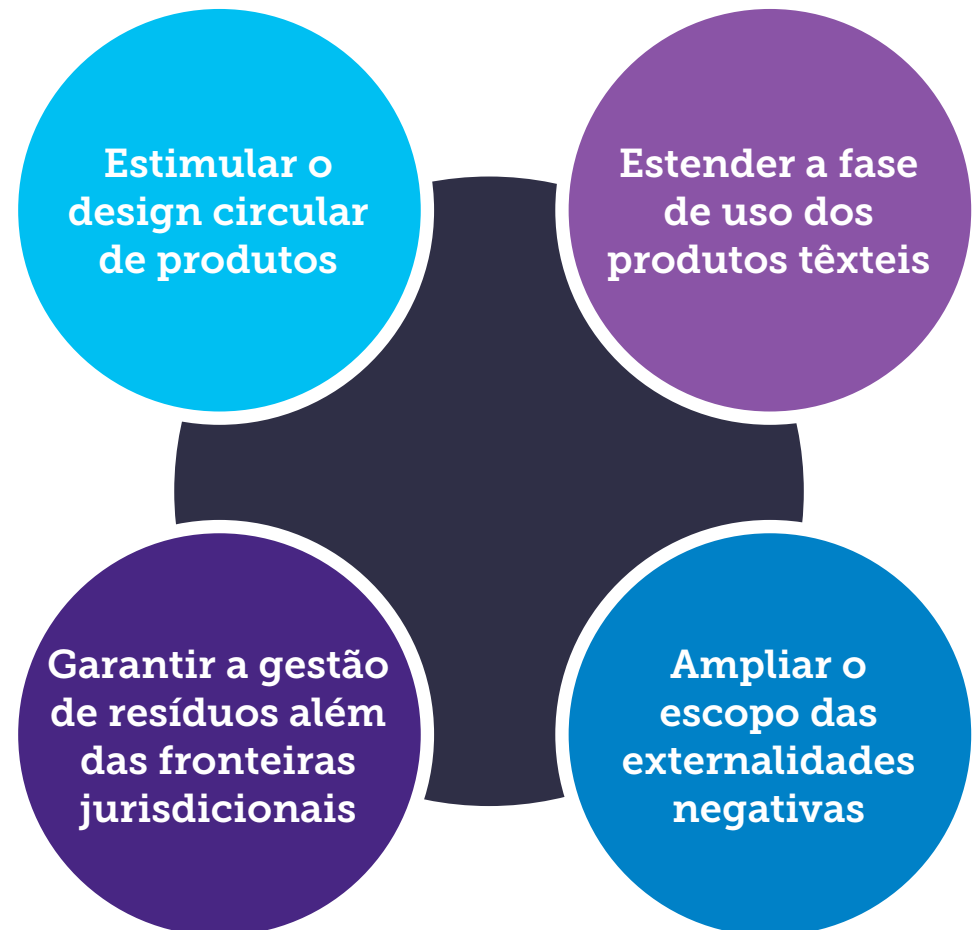 Estimular o
design circular
de produtos
Estender a fase
de uso dos
produtos têxteis
Garantir a gestão
de resíduos além
das fronteiras
jurisdicionais
Ampliar o
escopo das
externalidades
negativas